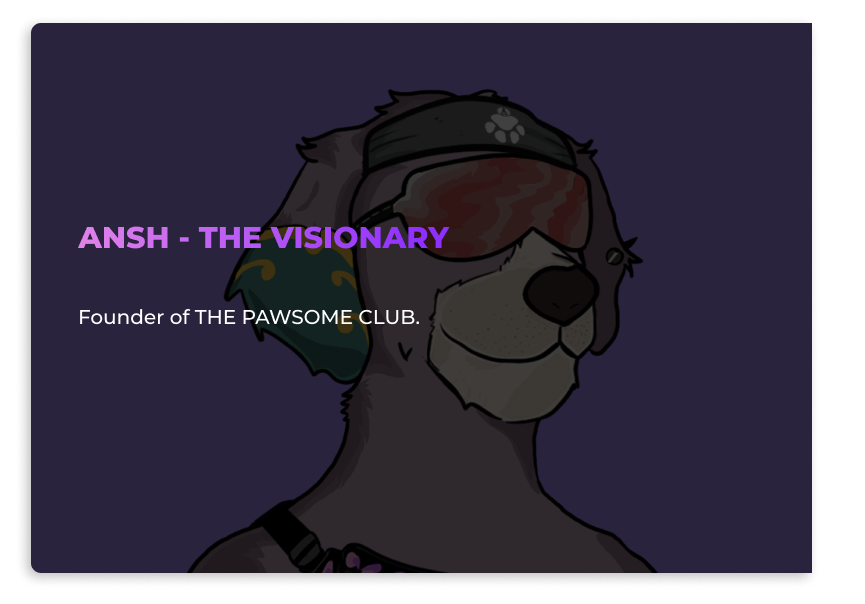 ANSH - THE VISIONARY
Founder of THE PAWSOME CLUB.